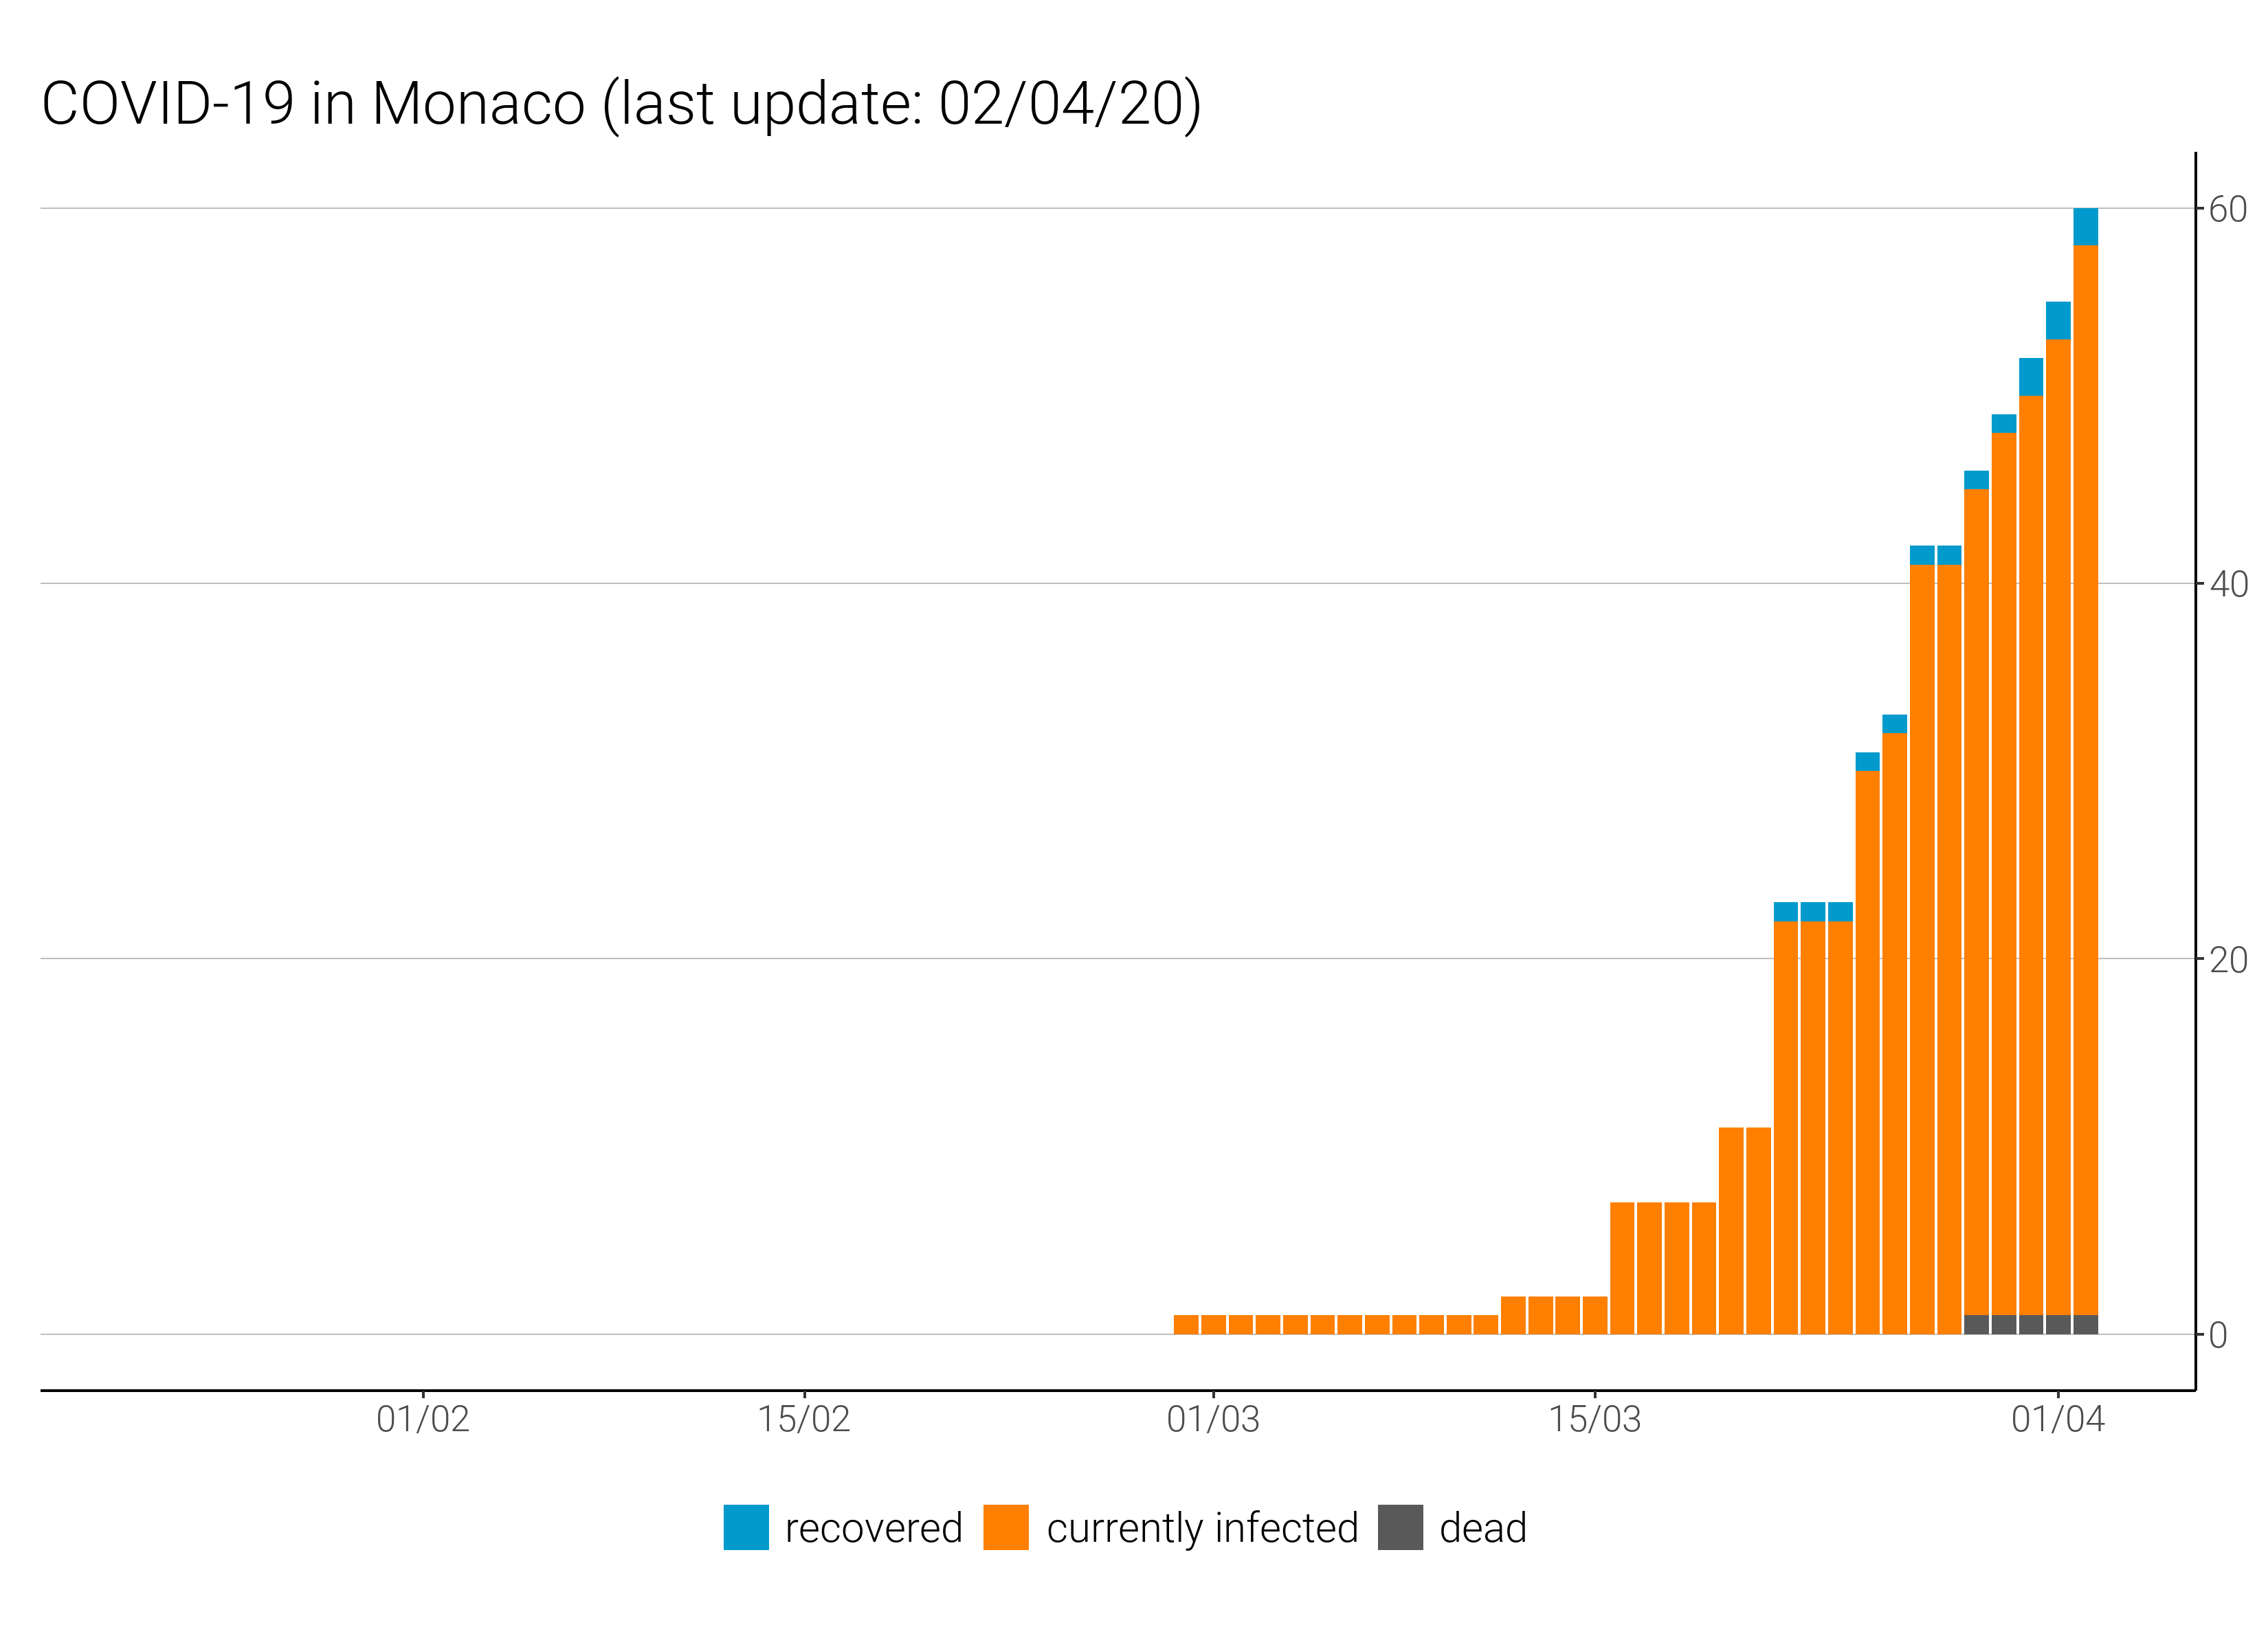 COVID-19 in Monaco (last update: 02/04/20)
60
40
20
0
01/02 15/02 01/03 15/03 01/04
recovered currently infected dead